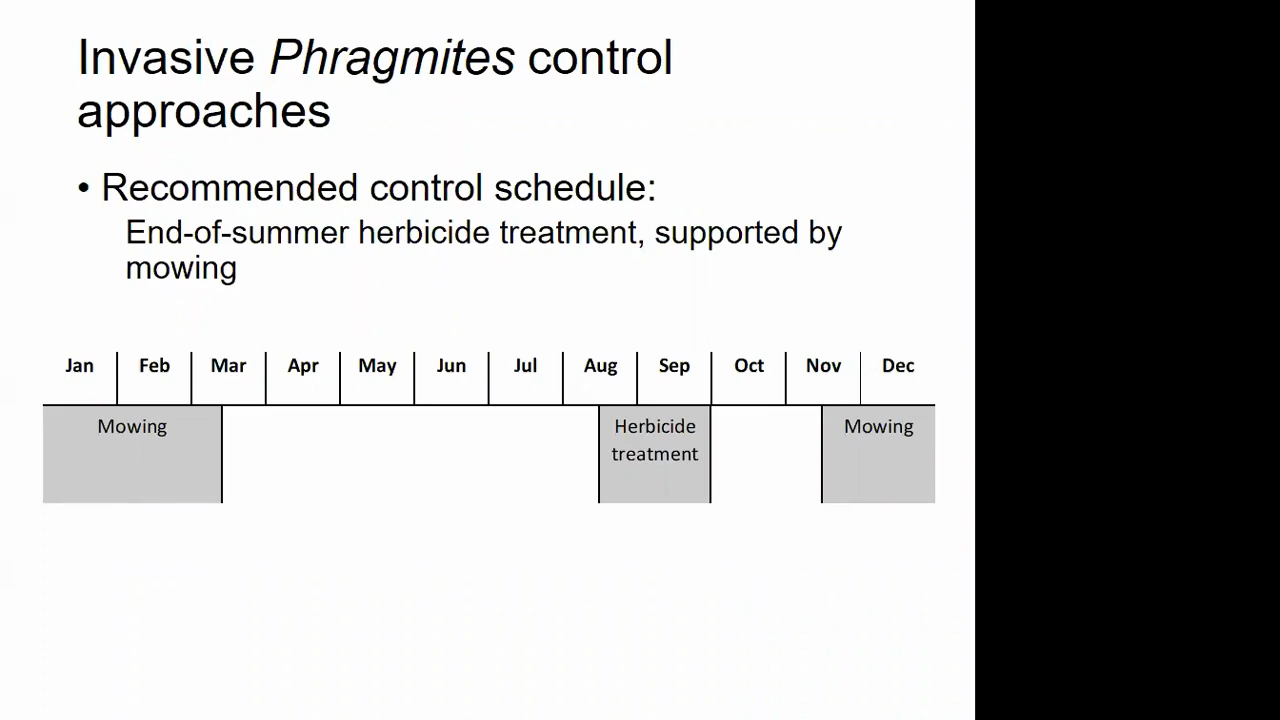 Invasive Phragmites control
approaches
• Recommended control schedule:
End-of-summer herbicide treatment, supported by
mowing
Jan Feb Mar Apr May Jun Jul Aug Sep Oct Nov Dec
Mowing Herbicide Mowing
treatment